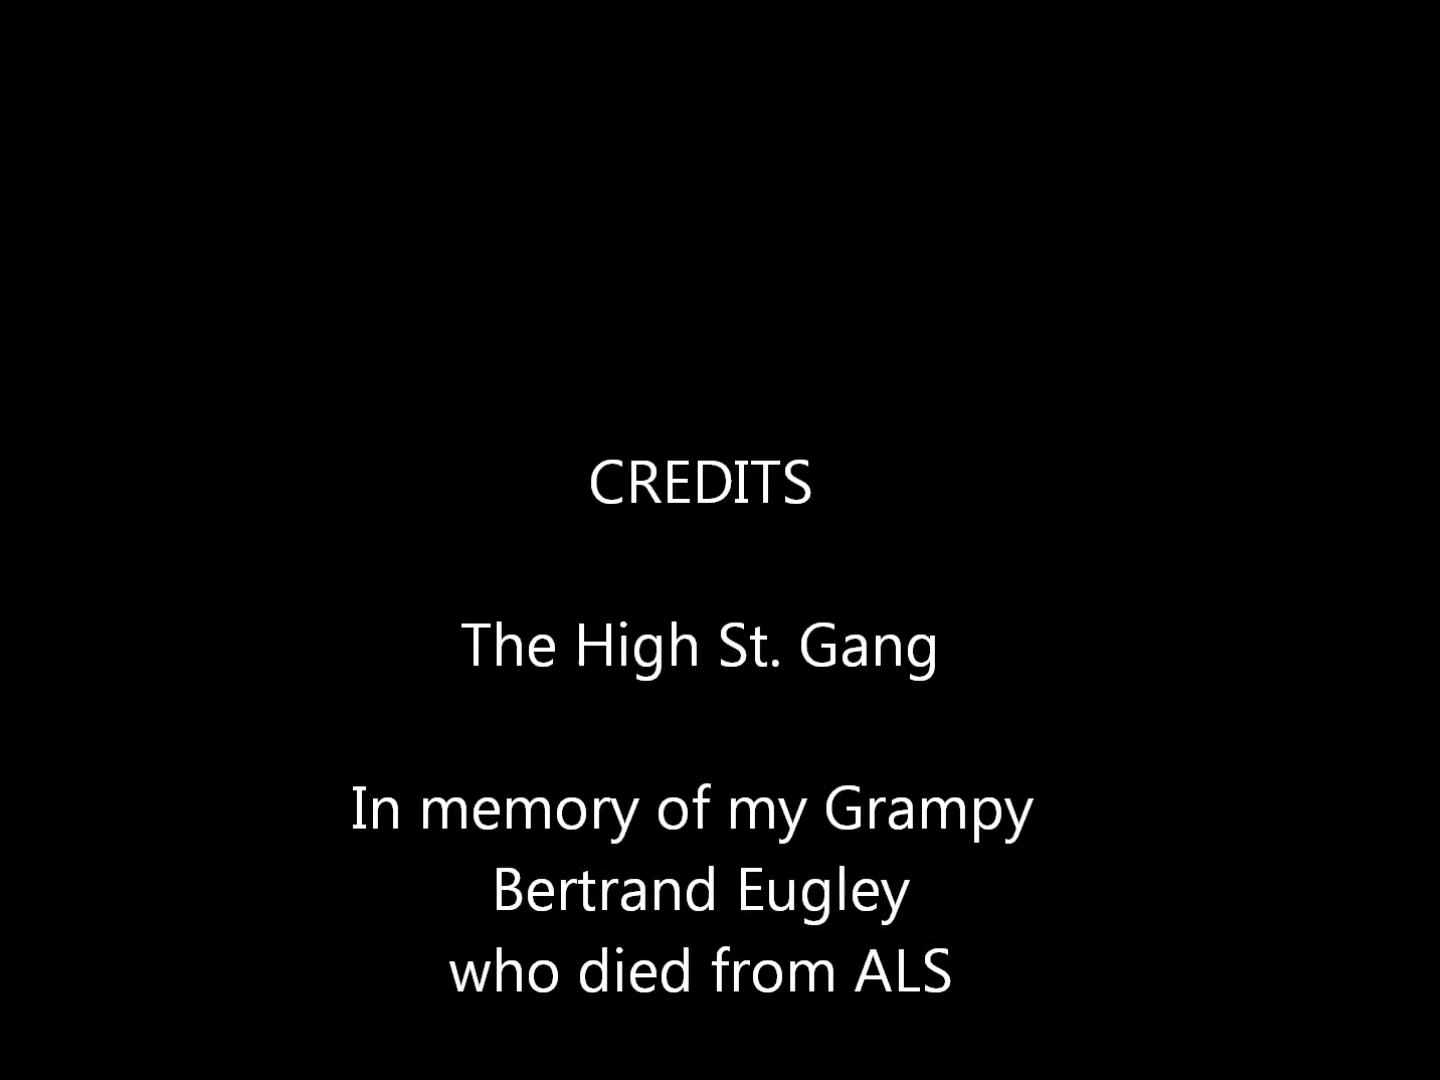 CREDITS
The High St. Gang
In memory of my Grampy
Bertrand Eugley
who died from ALS